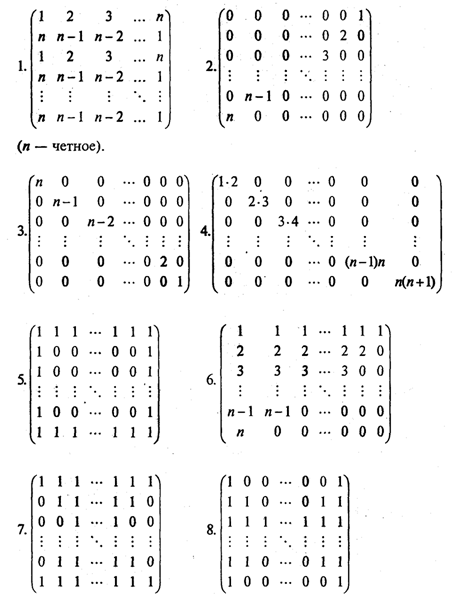 1. 1 2 3 ... n
n n−1 n−2 ... 1
1 2 3 ... n
n n−1 n−2 ... 1
⋮ ⋮ ⋮ ⋱ ⋮
n n−1 n−2 ... 1
2. 0 0 0 ⋯ 0 0 1
0 0 0 ⋯ 0 2 0
0 0 0 ⋯ 3 0 0
⋮ ⋮ ⋮ ⋱ ⋮ ⋮ ⋮
0 n−1 0 ⋯ 0 0 0
n 0 0 ⋯ 0 0 0
(n — четное).
3. n 0 0 ⋯ 0 0 0
0 n−1 0 ⋯ 0 0 0
0 0 n−2 ⋯ 0 0 0
⋮ ⋮ ⋮ ⋱ ⋮ ⋮ ⋮
0 0 0 ⋯ 0 2 0
0 0 0 ⋯ 0 0 1
4. 1·2 0 0 ⋯ 0 0 0
0 2·3 0 ⋯ 0 0 0
0 0 3·4 ⋯ 0 0 0
⋮ ⋮ ⋮ ⋱ ⋮ ⋮ ⋮
0 0 0 ⋯ 0 (n−1)n 0
0 0 0 ⋯ 0 0 n(n+1)
5. 1 1 1 ⋯ 1 1 1
1 0 0 ⋯ 0 0 1
1 0 0 ⋯ 0 0 1
⋮ ⋮ ⋮ ⋱ ⋮ ⋮ ⋮
1 0 0 ⋯ 0 0 1
1 1 1 ⋯ 1 1 1
6. 1 1 1 ⋯ 1 1 1
2 2 2 ⋯ 2 2 0
3 3 3 ⋯ 3 0 0
⋮ ⋮ ⋮ ⋱ ⋮ ⋮ ⋮
n−1 n−1 0 ⋯ 0 0 0
n 0 0 ⋯ 0 0 0
7. 1 1 1 ⋯ 1 1 1
0 1 1 ⋯ 1 1 0
0 0 1 ⋯ 1 0 0
⋮ ⋮ ⋮ ⋱ ⋮ ⋮ ⋮
0 1 1 ⋯ 1 1 0
1 1 1 ⋯ 1 1 1
8. 1 0 0 ⋯ 0 0 1
1 1 0 ⋯ 0 1 1
1 1 1 ⋯ 1 1 1
⋮ ⋮ ⋮ ⋱ ⋮ ⋮ ⋮
1 1 0 ⋯ 0 1 1
1 0 0 ⋯ 0 0 1